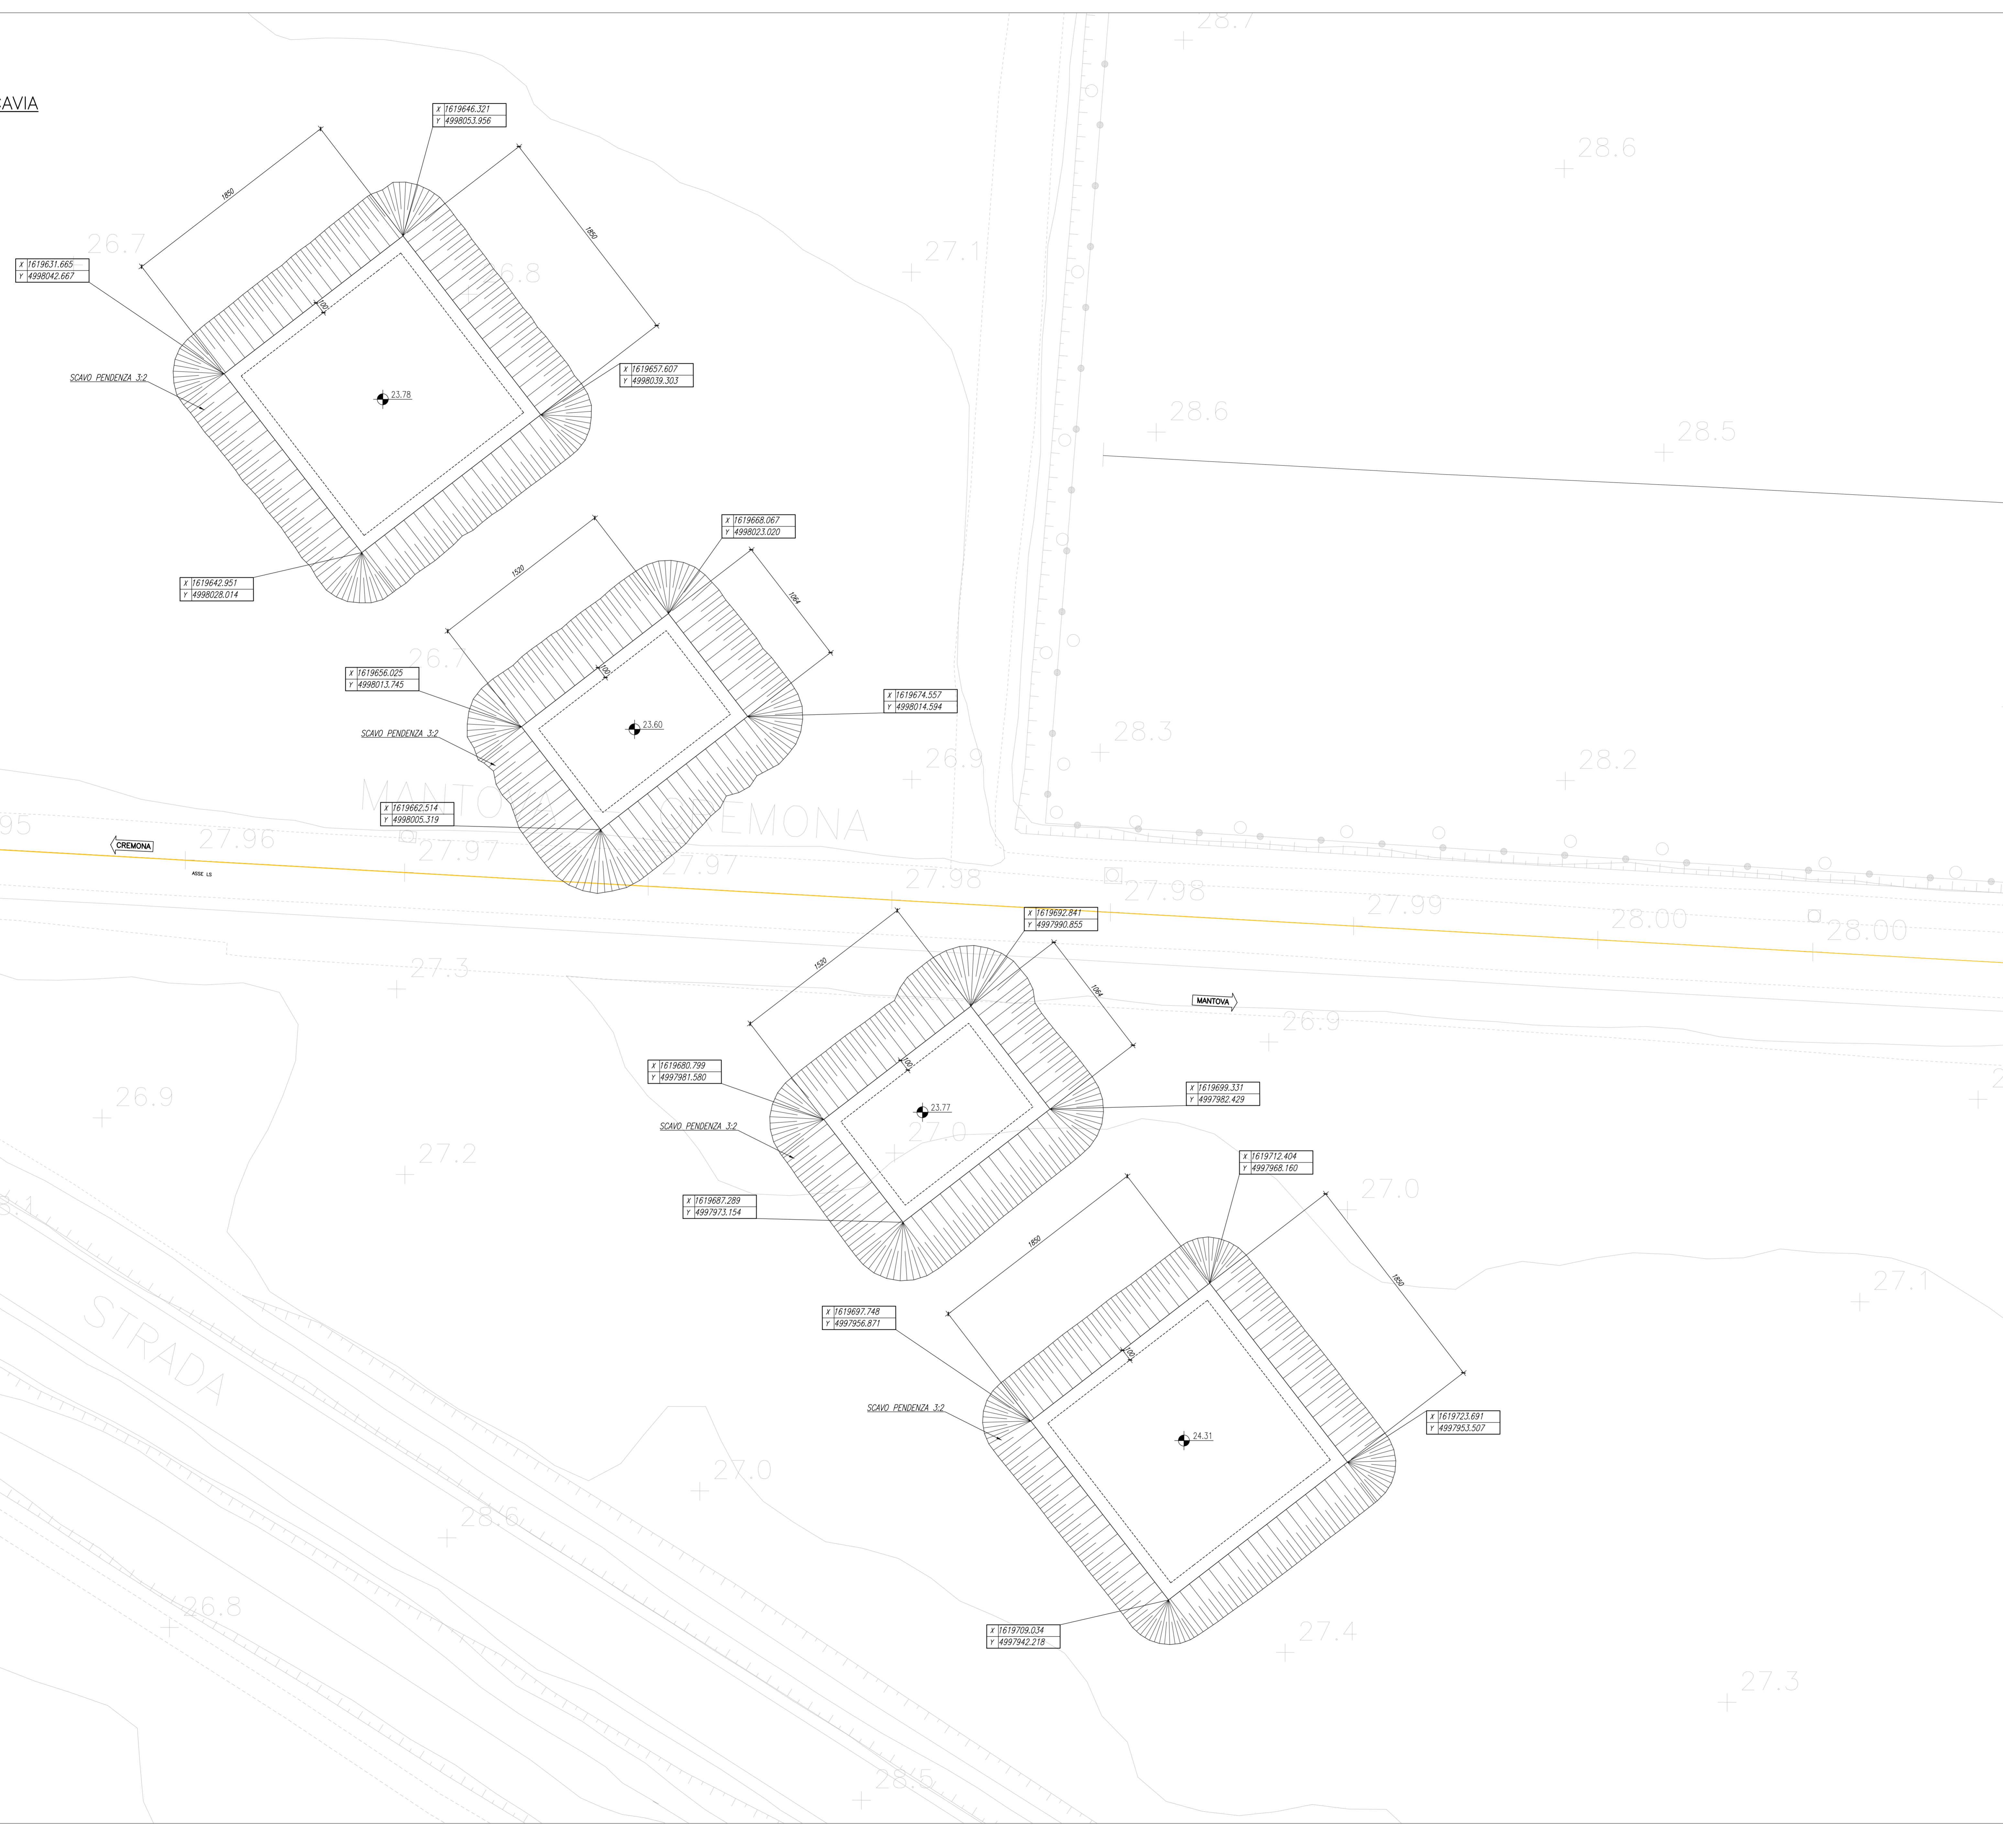 28.7
CAVIA
X 1619646.321
Y 4998053.956
28.6
1850
1850
26.7
27.1
X 1619631.665
Y 4998042.667
6.8
100
SCAVO PENDENZA 3:2
23.78
X 1619657.607
Y 4998039.303
28.6
28.5
X 1619668.067
Y 4998023.020
1520
1064
X 1619642.951
Y 4998028.014
26.7
100
X 1619656.025
Y 4998013.745
X 1619674.557
Y 4998014.594
SCAVO PENDENZA 3:2
23.60
28.3
26.9
28.2
MANTO
REMONA
X 1619662.514
Y 4998005.319
95
CREMONA
27.96
27.97
27.97
27.98
27.98
27.99
28.00
28.00
ASSE LS
X 1619692.841
Y 4997990.855
1520
1064
27.3
MANTOVA
26.9
100
X 1619680.799
Y 4997981.580
26.9
23.77
X 1619699.331
Y 4997982.429
SCAVO PENDENZA 3:2
27.0
27.2
X 1619712.404
Y 4997968.160
X 1619687.289
Y 4997973.154
27.0
8.1
1850
1850
27.1
STRADA
X 1619697.748
Y 4997956.871
100
SCAVO PENDENZA 3:2
24.31
X 1619723.691
Y 4997953.507
27.0
28.6
26.8
X 1619709.034
Y 4997942.218
27.4
27.3
28.5